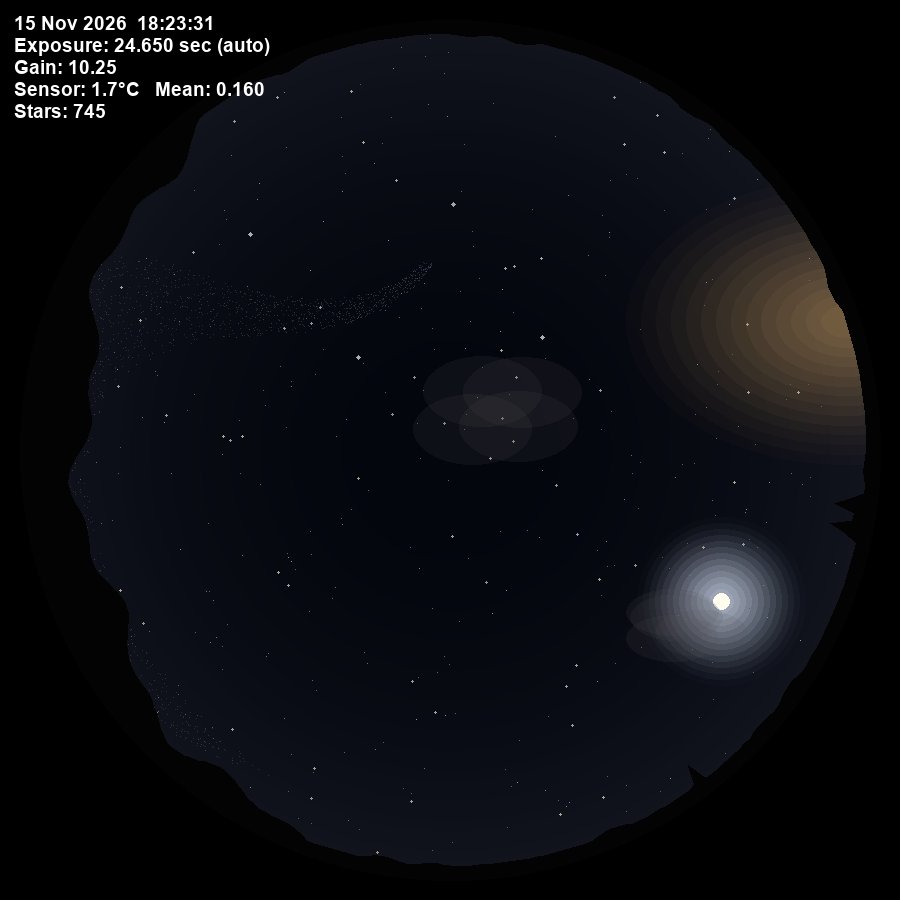 15 Nov 2026  18:23:31
Exposure: 24.650 sec (auto)
Gain: 10.25
Sensor: 1.7°C   Mean: 0.160
Stars: 745